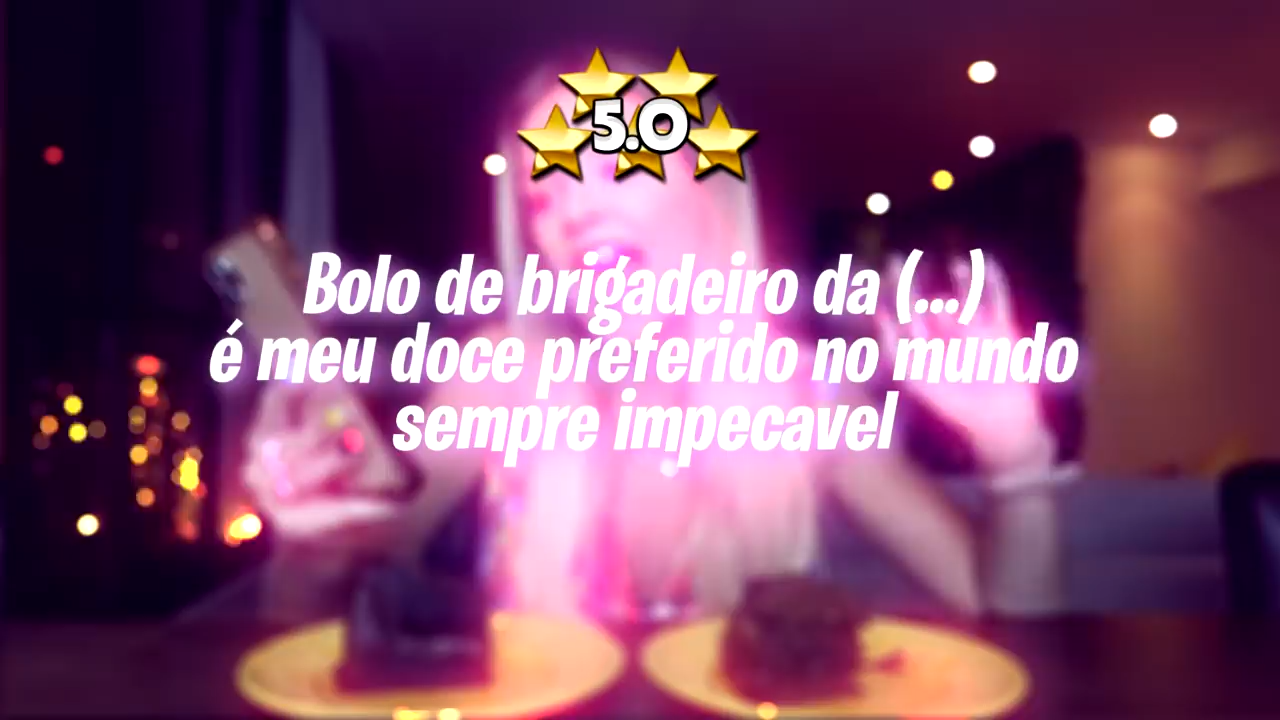 5.0
Bolo de brigadeiro da (...)
é meu doce preferido no mundo
sempre impecavel